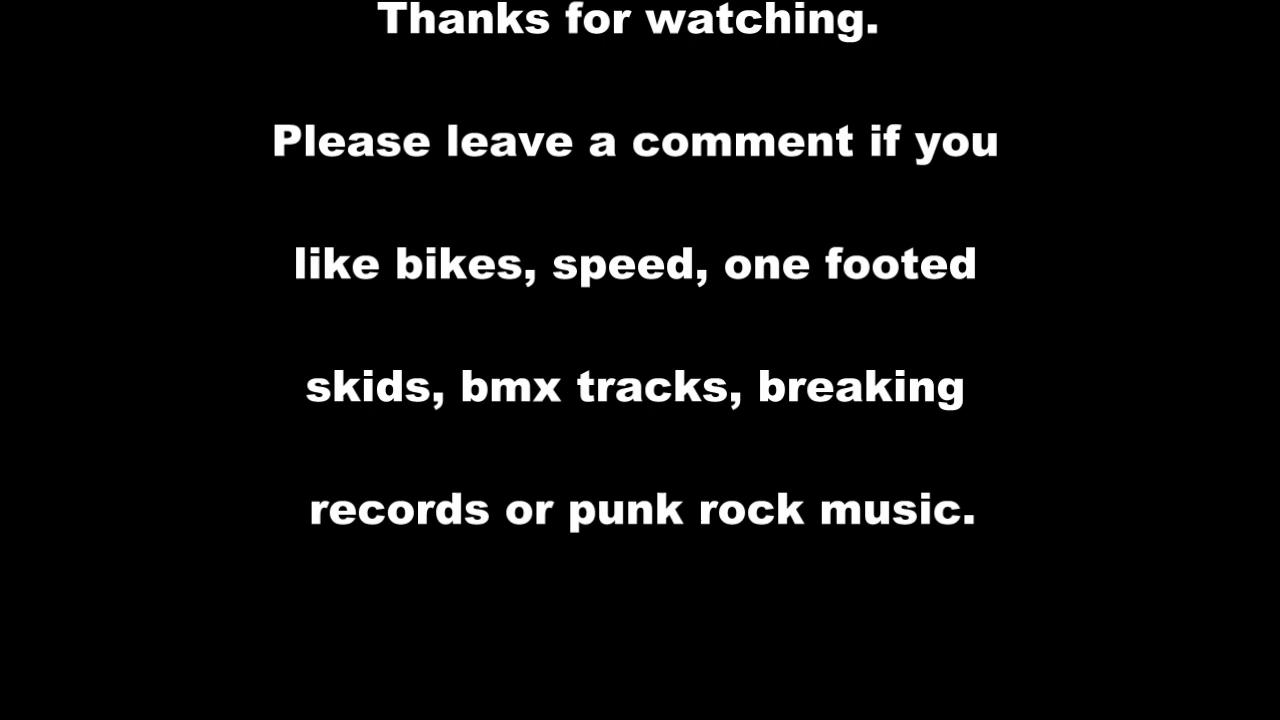 Thanks for watching.
Please leave a comment if you
like bikes, speed, one footed
skids, bmx tracks, breaking
records or punk rock music.